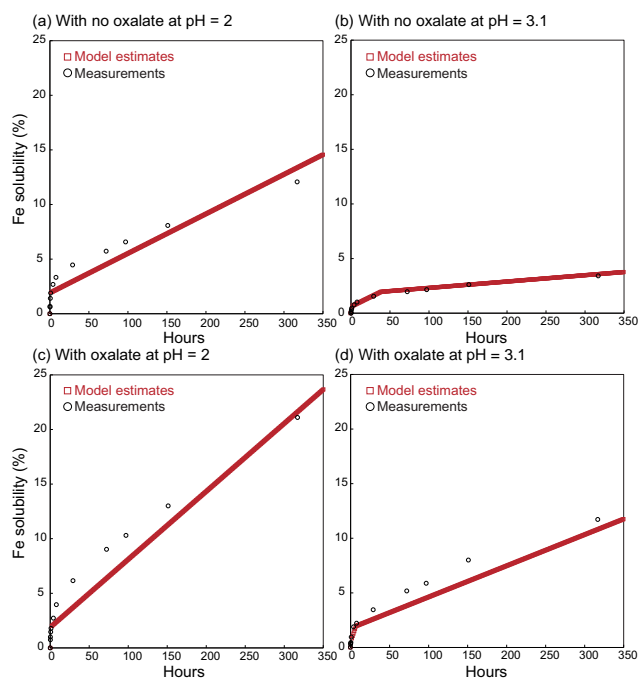 (a) With no oxalate at pH = 2
(b) With no oxalate at pH = 3.1
25
20
15
10
5
0
Fe solubility (%)
Model estimates
Measurements
0 50 100 150 200 250 300 350
Hours
25
20
15
10
5
0
Model estimates
Measurements
0 50 100 150 200 250 300 350
Hours
(c) With oxalate at pH = 2
(d) With oxalate at pH = 3.1
25
20
15
10
5
0
Fe solubility (%)
Model estimates
Measurements
0 50 100 150 200 250 300 350
Hours
25
20
15
10
5
0
Model estimates
Measurements
0 50 100 150 200 250 300 350
Hours